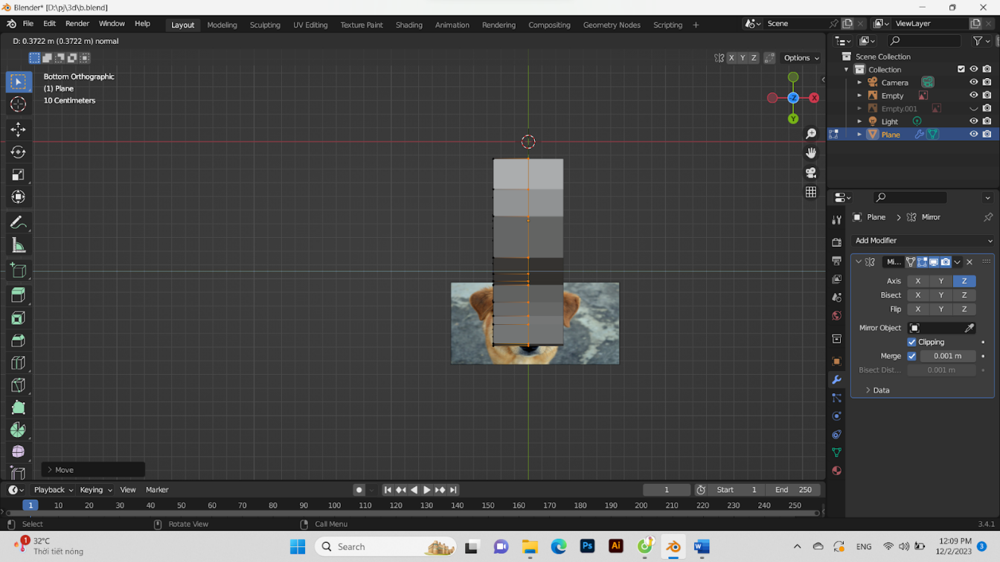 Blender* [D:\pj\3d\b.blend]
File Edit Render Window Help Layout Modeling Sculpting UV Editing Texture Paint Shading Animation Rendering Compositing Geometry Nodes Scripting + Scene ViewLayer
D: 0.3722 m (0.3722 m) normal
X Y Z Options
Bottom Orthographic
(1) Plane
10 Centimeters
Z X Y
Scene Collection
Collection
Camera
Empty
Empty.001
Light
Plane
Plane > Mirror
Add Modifier
Mi...
Axis X Y Z
Bisect X Y Z
Flip X Y Z
Mirror Object
Clipping
Merge 0.001 m
Bisect Dist... 0.001 m
Data
Move
Playback Keying View Marker 1 Start 1 End 250
1 10 20 30 40 50 60 70 80 90 100 110 120 130 140 150 160 170 180 190 200 210 220 230 240 250
Select Rotate View Call Menu 3.4.1
1 32°C
Thời tiết nóng
Search
Ps Ai W
ENG
12:09 PM
12/2/2023
3